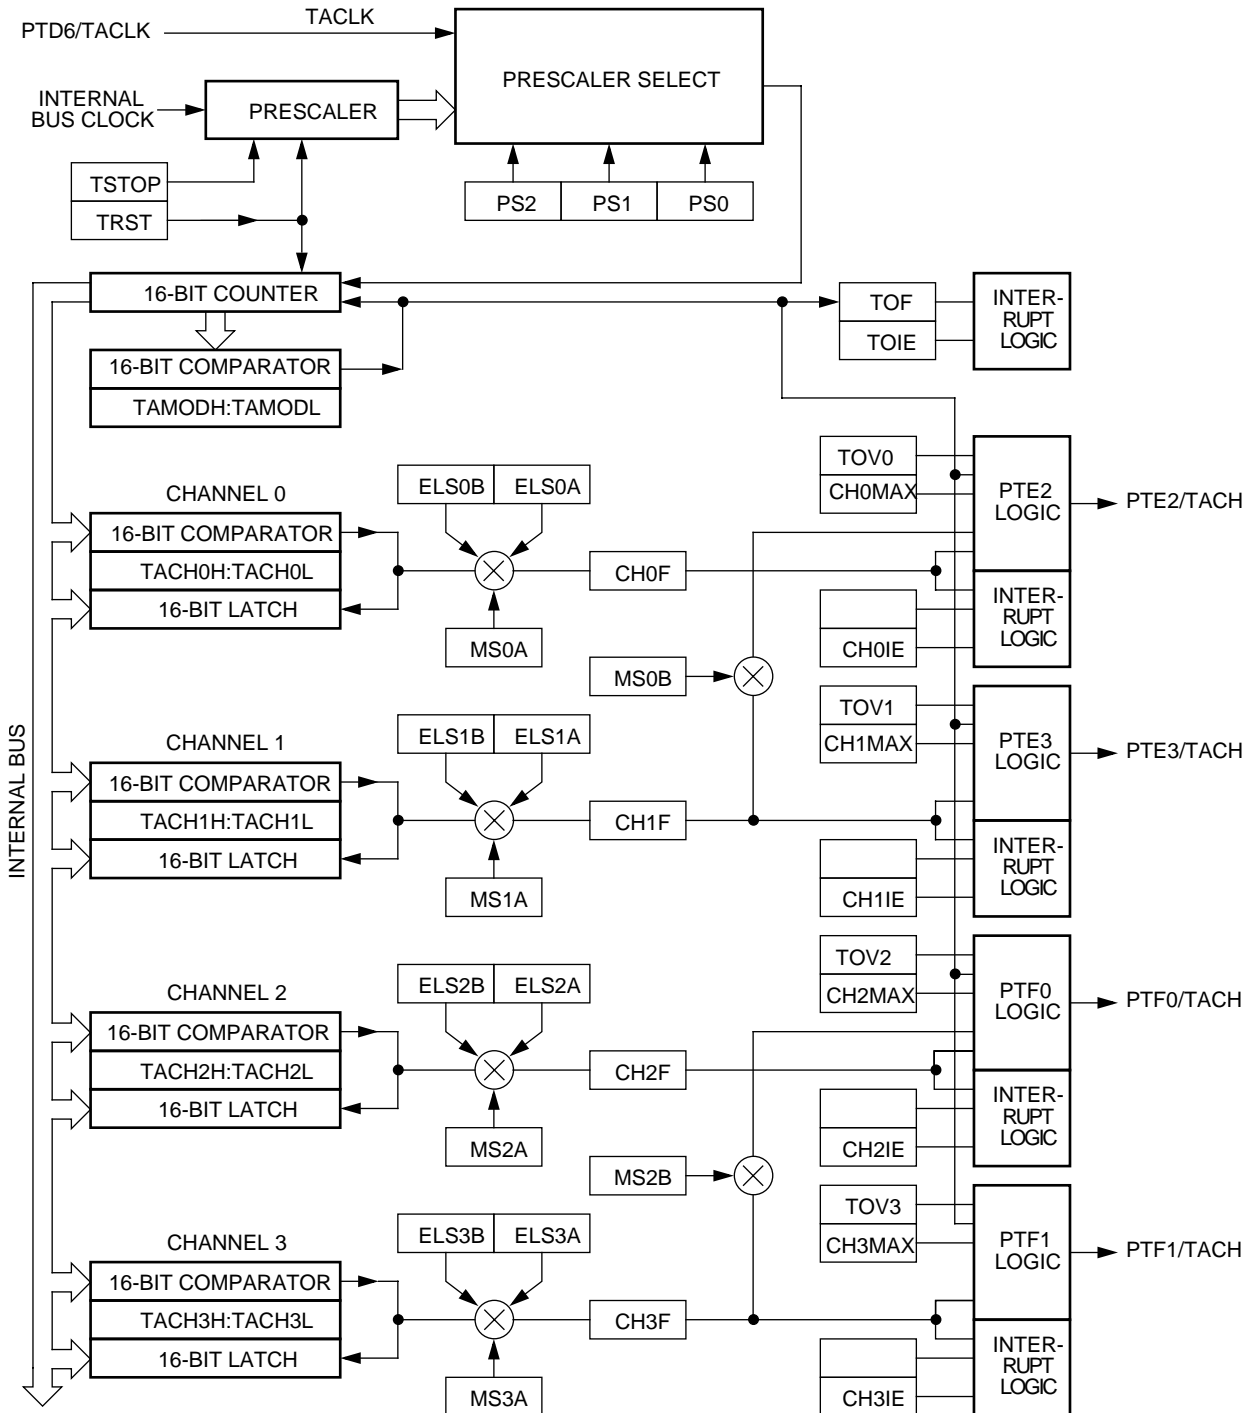 TACLK
PTD6/TACLK
PRESCALER SELECT
INTERNAL
BUS CLOCK
PRESCALER
TSTOP
TRST
PS2 PS1 PS0
16-BIT COUNTER
16-BIT COMPARATOR
TAMODH:TAMODL
TOF
TOIE
INTER-
RUPT
LOGIC
INTERNAL BUS
CHANNEL 0
16-BIT COMPARATOR
TACH0H:TACH0L
16-BIT LATCH
ELS0B ELS0A
MS0A
CH0F
MS0B
TOV0
CH0MAX
PTE2
LOGIC
PTE2/TACH
CH0IE
INTER-
RUPT
LOGIC
CHANNEL 1
16-BIT COMPARATOR
TACH1H:TACH1L
16-BIT LATCH
ELS1B ELS1A
MS1A
CH1F
TOV1
CH1MAX
PTE3
LOGIC
PTE3/TACH
CH1IE
INTER-
RUPT
LOGIC
CHANNEL 2
16-BIT COMPARATOR
TACH2H:TACH2L
16-BIT LATCH
ELS2B ELS2A
MS2A
CH2F
MS2B
TOV2
CH2MAX
PTF0
LOGIC
PTF0/TACH
CH2IE
INTER-
RUPT
LOGIC
CHANNEL 3
16-BIT COMPARATOR
TACH3H:TACH3L
16-BIT LATCH
ELS3B ELS3A
MS3A
CH3F
TOV3
CH3MAX
PTF1
LOGIC
PTF1/TACH
CH3IE
INTER-
RUPT
LOGIC